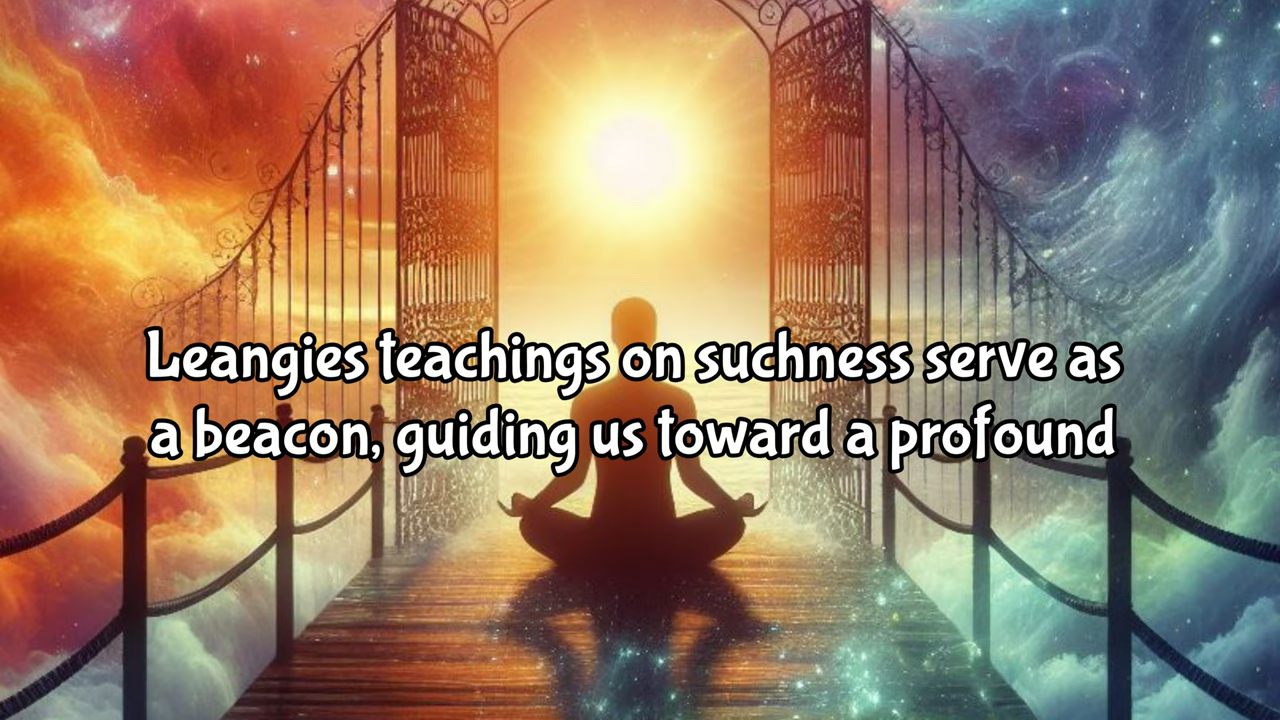 Leangies teachings on suchness serve as
a beacon, guiding us toward a profound